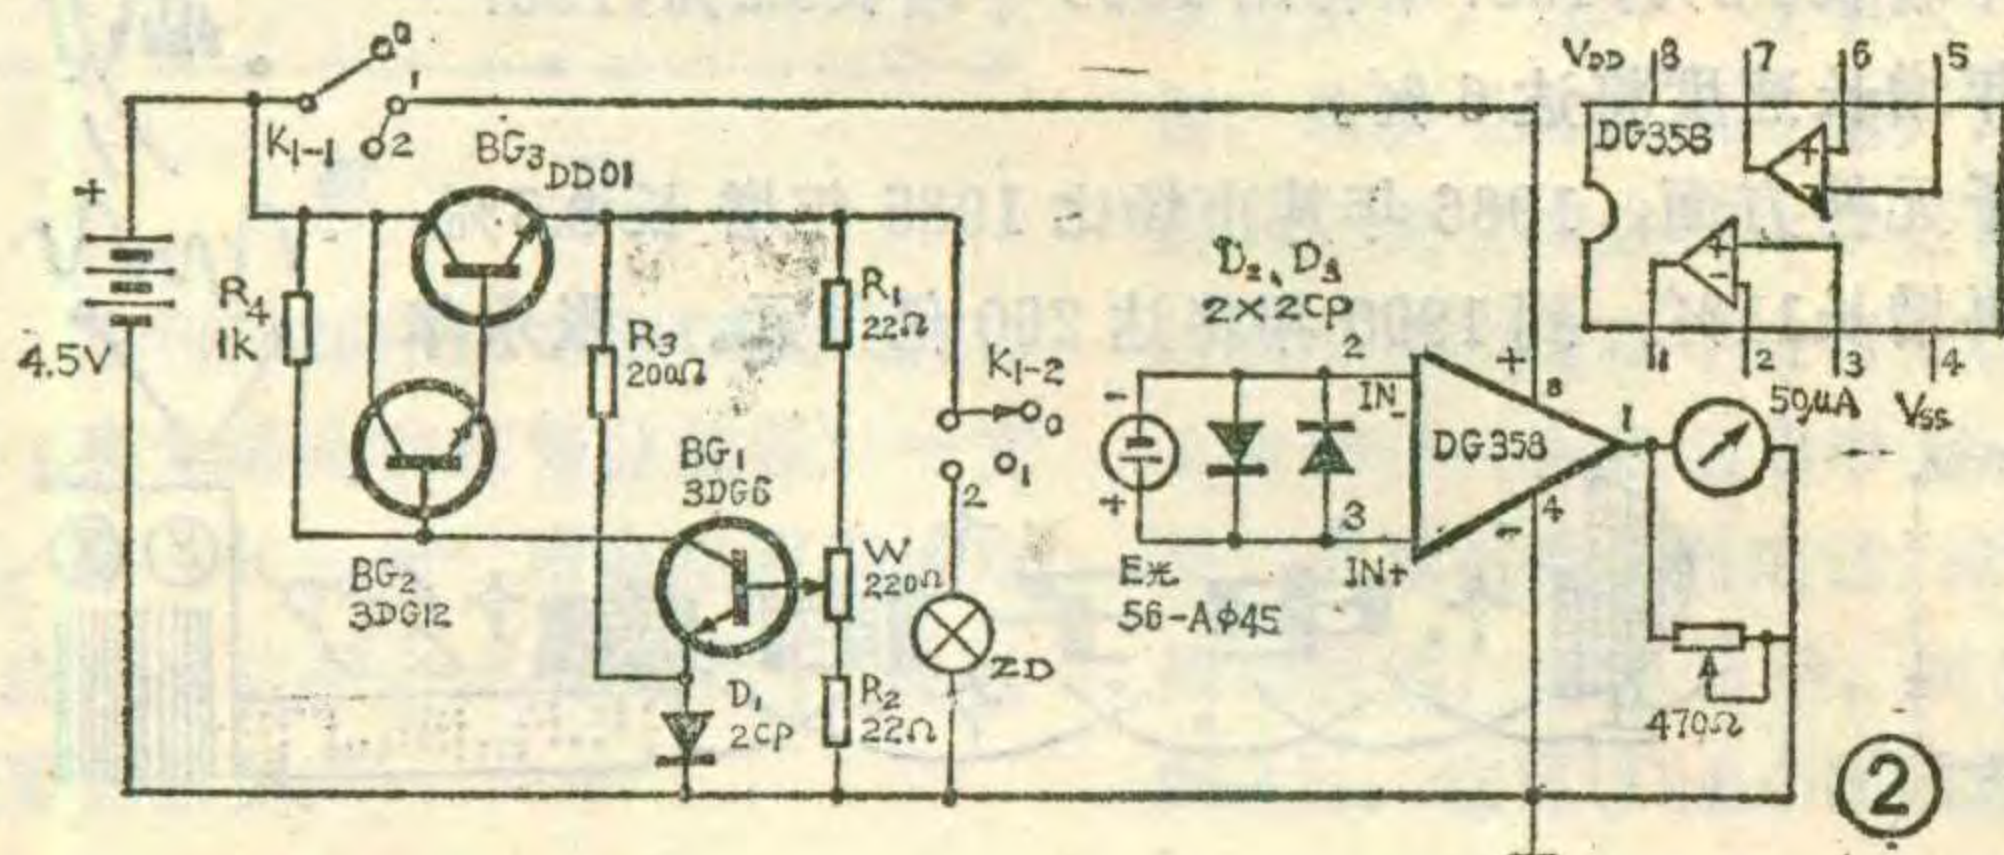 0
1
K1-1
2
BG3
DD01
+
4.5V
R4
1K
R3
200Ω
R1
22Ω
K1-2
0
1
2
BG1
3DG6
BG2
3DG12
W
220Ω
D1
2CP
R2
22Ω
ZD
D2、D3
2×2CP
2
IN-
-
+
3
IN+
E光
56-Aφ45
+
8
DG358
-
4
1
50μA
470Ω
VDD
8
7
6
5
DG358
+
-
+
-
1
2
3
4
VSS
2